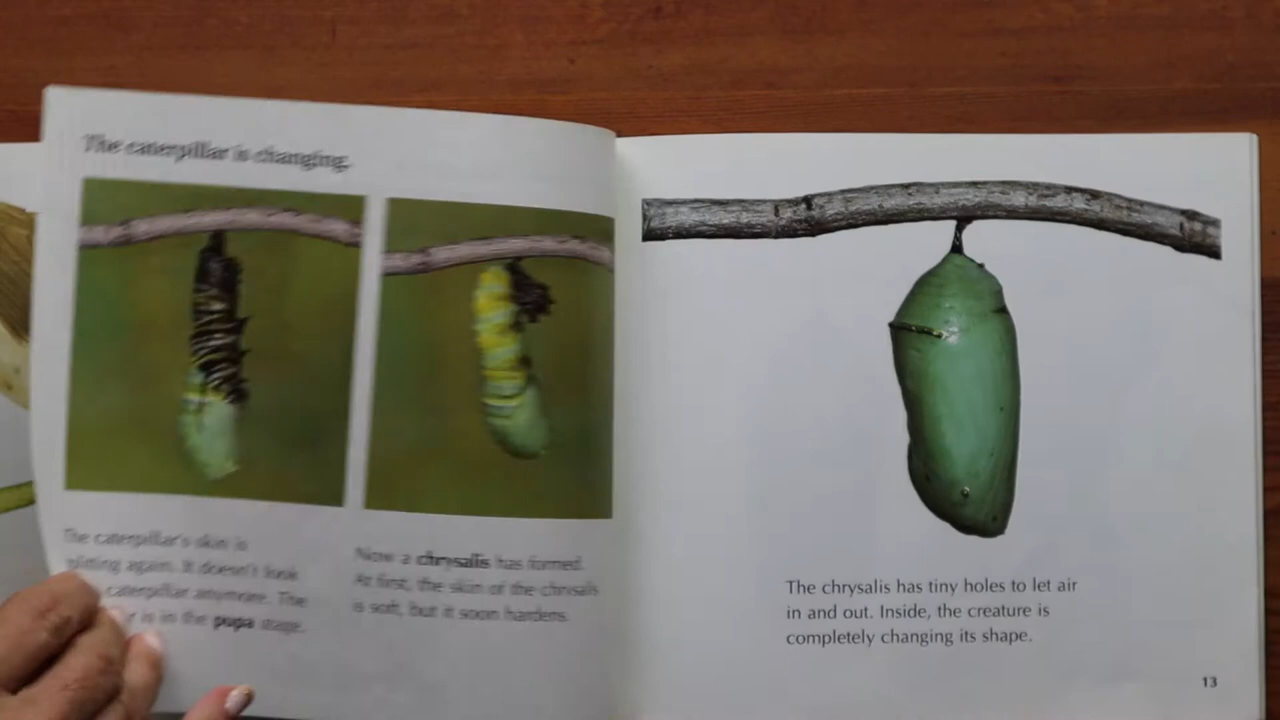 The caterpillar is changing.
The caterpillar's skin is
splitting again. It doesn't look
caterpillar anymore. The
is in the pupa stage.
Now a chrysalis has formed.
At first, the skin of the chrysalis
is soft, but it soon hardens.
The chrysalis has tiny holes to let air
in and out. Inside, the creature is
completely changing its shape.
13